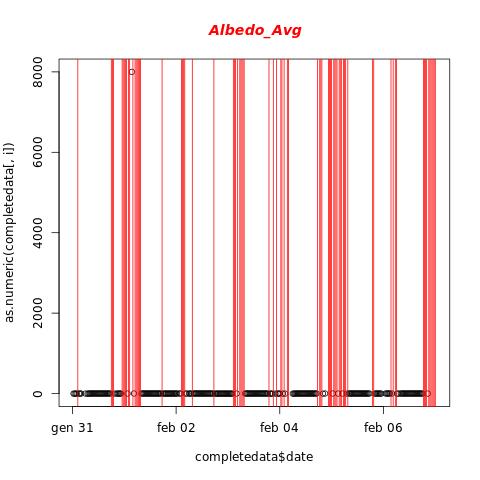 Albedo_Avg
as.numeric(completedata[, i])
8000
6000
4000
2000
0
gen 31 feb 02 feb 04 feb 06
completedata$date